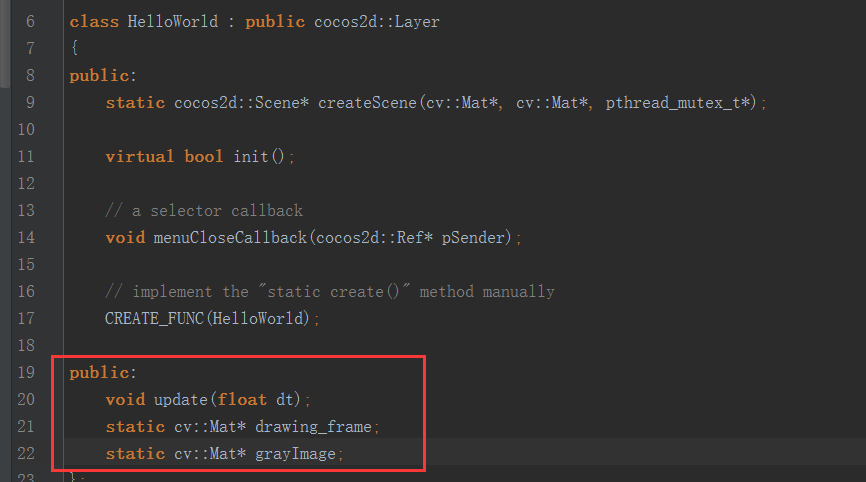 6 class HelloWorld : public cocos2d::Layer
7 {
8 public:
9 static cocos2d::Scene* createScene(cv::Mat*, cv::Mat*, pthread_mutex_t*);
10
11 virtual bool init();
12
13 // a selector callback
14 void menuCloseCallback(cocos2d::Ref* pSender);
15
16 // implement the "static create()" method manually
17 CREATE_FUNC(HelloWorld);
18
19 public:
20 void update(float dt);
21 static cv::Mat* drawing_frame;
22 static cv::Mat* grayImage;
23 };